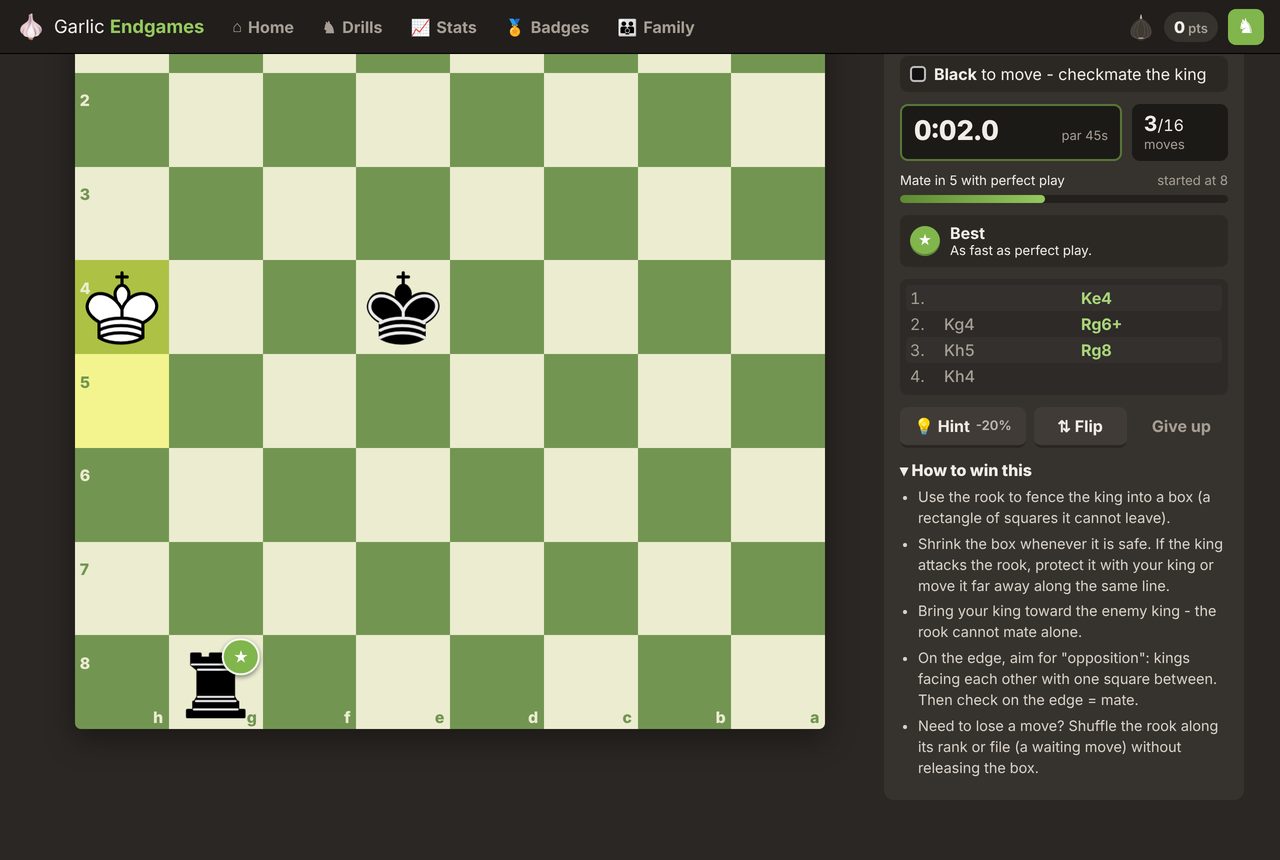 Garlic Endgames
Home
Drills
Stats
Badges
Family
0 pts
2
3
4
5
6
7
8
h g f e d c b a
Black to move - checkmate the king
0:02.0 par 45s
3/16
moves
Mate in 5 with perfect play started at 8
Best
As fast as perfect play.
1. Ke4
2. Kg4 Rg6+
3. Kh5 Rg8
4. Kh4
Hint -20%
Flip
Give up
How to win this
• Use the rook to fence the king into a box (a
rectangle of squares it cannot leave).
• Shrink the box whenever it is safe. If the king
attacks the rook, protect it with your king or
move it far away along the same line.
• Bring your king toward the enemy king - the
rook cannot mate alone.
• On the edge, aim for "opposition": kings
facing each other with one square between.
Then check on the edge = mate.
• Need to lose a move? Shuffle the rook along
its rank or file (a waiting move) without
releasing the box.